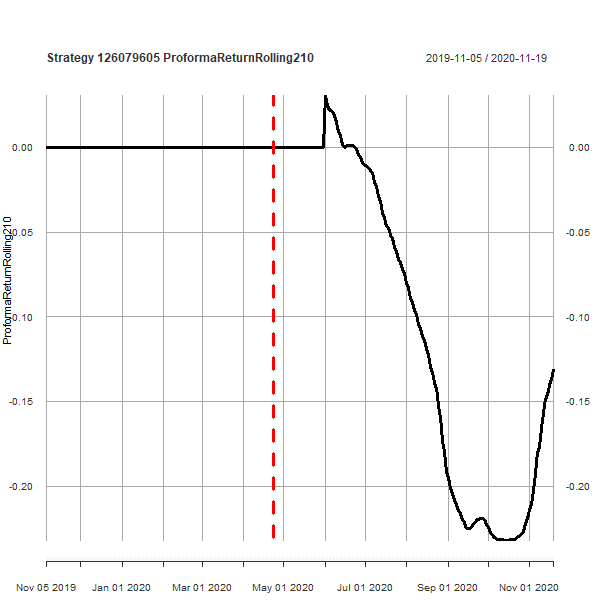 Strategy 126079605 ProformaReturnRolling210
2019-11-05 / 2020-11-19
ProformaReturnRolling210
0.00 0.00
-0.05 -0.05
-0.10 -0.10
-0.15 -0.15
-0.20 -0.20
Nov 05 2019 Jan 01 2020 Mar 01 2020 May 01 2020 Jul 01 2020 Sep 01 2020 Nov 01 2020